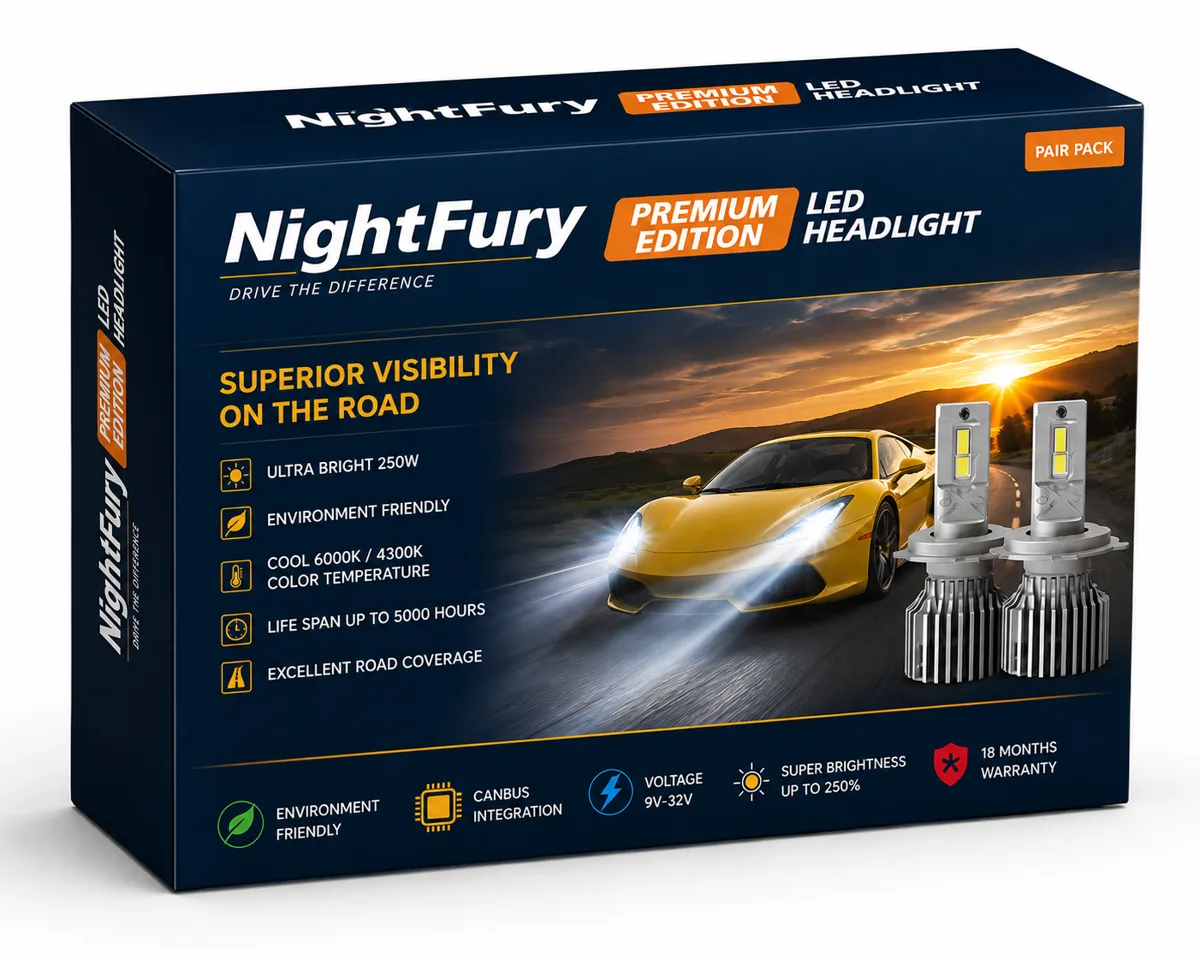 NightFury PREMIUM EDITION LED HEADLIGHT
PAIR PACK
NightFury
DRIVE THE DIFFERENCE
PREMIUM
EDITION
LED
HEADLIGHT
SUPERIOR VISIBILITY
ON THE ROAD
ULTRA BRIGHT 250W
ENVIRONMENT FRIENDLY
COOL 6000K / 4300K
COLOR TEMPERATURE
LIFE SPAN UP TO 5000 HOURS
EXCELLENT ROAD COVERAGE
ENVIRONMENT
FRIENDLY
CANBUS
INTEGRATION
VOLTAGE
9V-32V
SUPER BRIGHTNESS
UP TO 250%
18 MONTHS
WARRANTY
NightFury
DRIVE THE DIFFERENCE
PREMIUM
EDITION
LED
HEADLIGHT